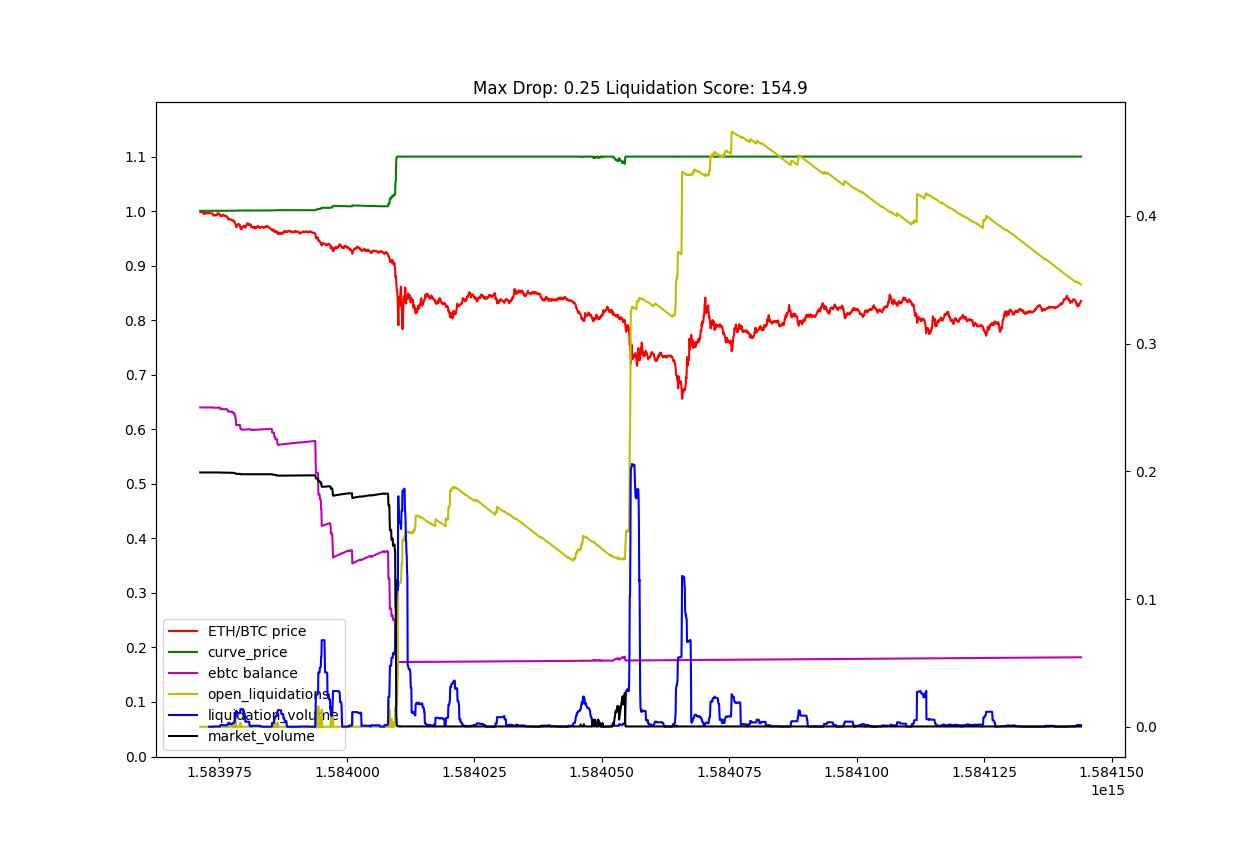 Max Drop: 0.25 Liquidation Score: 154.9
1.1
1.0
0.9
0.8
0.7
0.6
0.5
0.4
0.3
0.2
0.1
0.0
0.4
0.3
0.2
0.1
0.0
ETH/BTC price
curve_price
ebtc balance
open_liquidations
liquidation_volume
market_volume
1.583975 1.584000 1.584025 1.584050 1.584075 1.584100 1.584125 1.584150
1e15